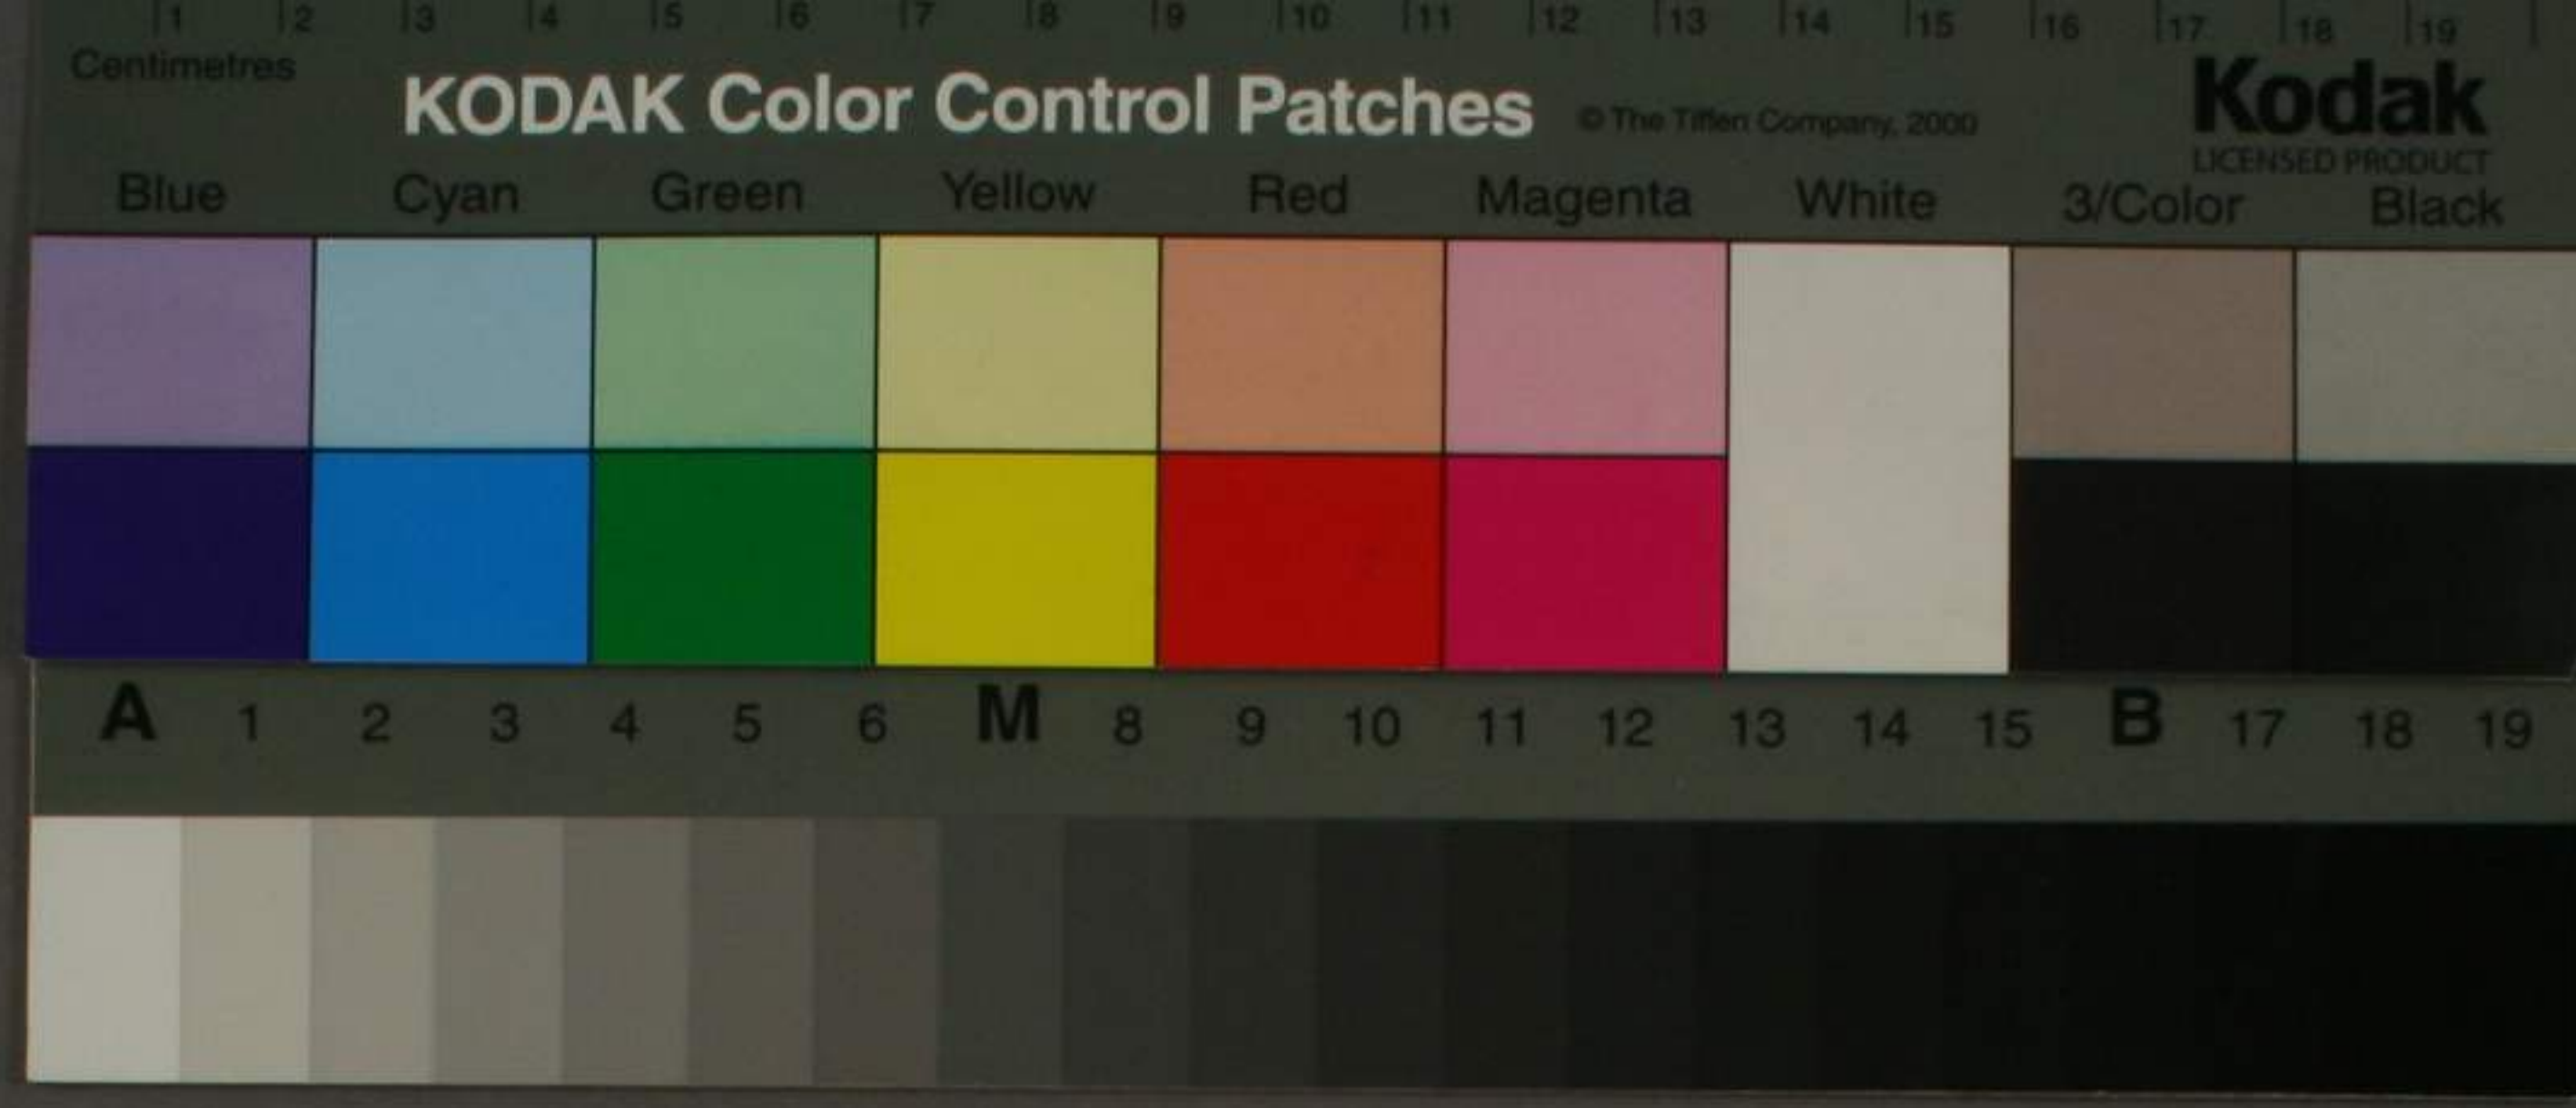 1 2 3 4 5 6 7 8 9 10 11 12 13 14 15 16 17 18 19
Centimetres
KODAK Color Control Patches © The Tiffen Company, 2000
Kodak
LICENSED PRODUCT
Blue Cyan Green Yellow Red Magenta White 3/Color Black
A 1 2 3 4 5 6 M 8 9 10 11 12 13 14 15 B 17 18 19